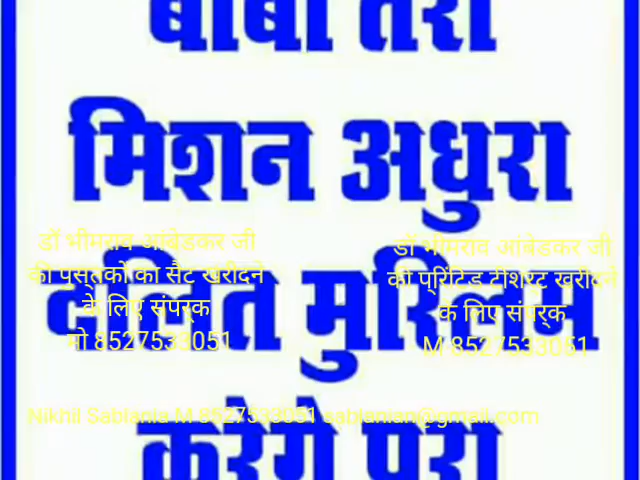 बाबा तेरा
मिशन अधुरा
दलित मुस्लिम
करेगे पुरा
डॉ भीमराव आंबेडकर जी
की पुस्तकों का सैट खरीदने
के लिए संपर्क
मो 8527533051
डॉ भीमराव आंबेडकर जी
की प्रिंटिड टीशर्ट खरीदने
के लिए संपर्क
M 8527533051
Nikhil Sablania M 8527533051 sablanian@gmail.com